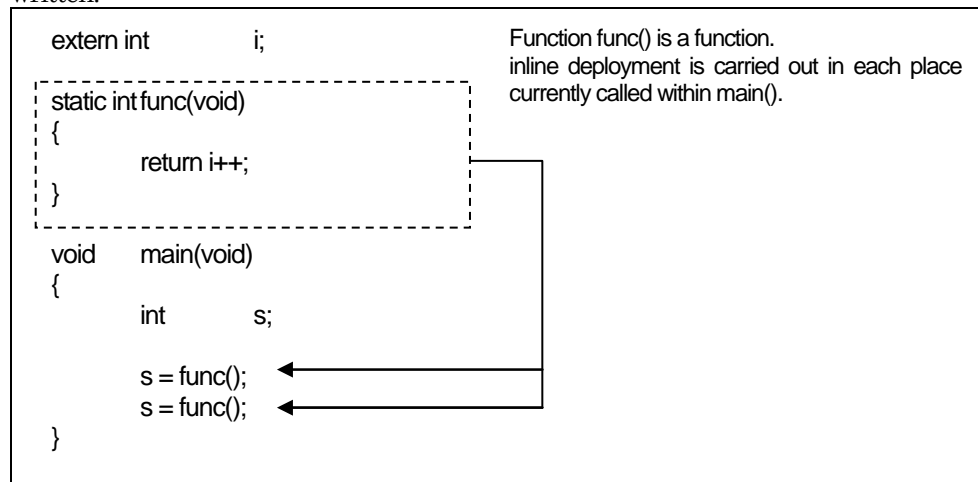 extern int i;
static int func(void)
{
return i++;
}
void main(void)
{
int s;
s = func();
s = func();
}
Function func() is a function.
inline deployment is carried out in each place
currently called within main().